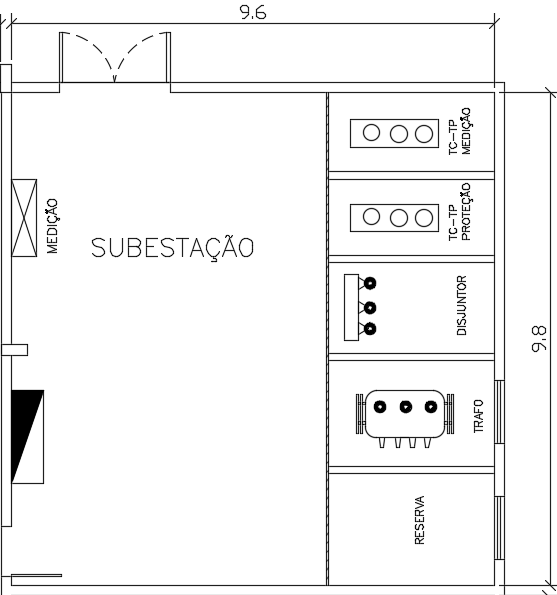 9.6
TC-TP
MEDIÇÃO
TC-TP
PROTEÇÃO
MEDIÇÃO
SUBESTAÇÃO
DISJUNTOR
9.8
TRAFO
RESERVA